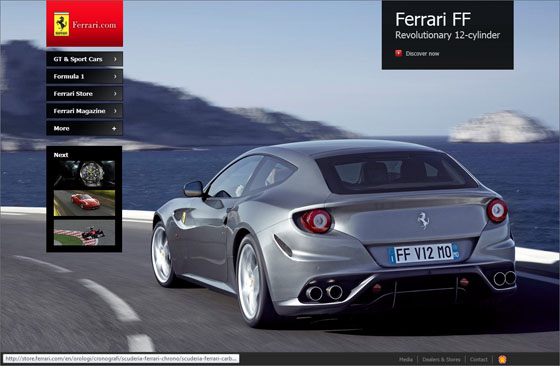 Ferrari.com
GT & Sport Cars
Formula 1
Ferrari Store
Ferrari Magazine
More
Next
Ferrari FF
Revolutionary 12-cylinder
Discover now
FF V12 MO
http://store.ferrari.com/en/orologi/cronografi/scuderia-ferrari-chrono/scuderia-ferrari-carb...
Media
Dealers & Stores
Contact